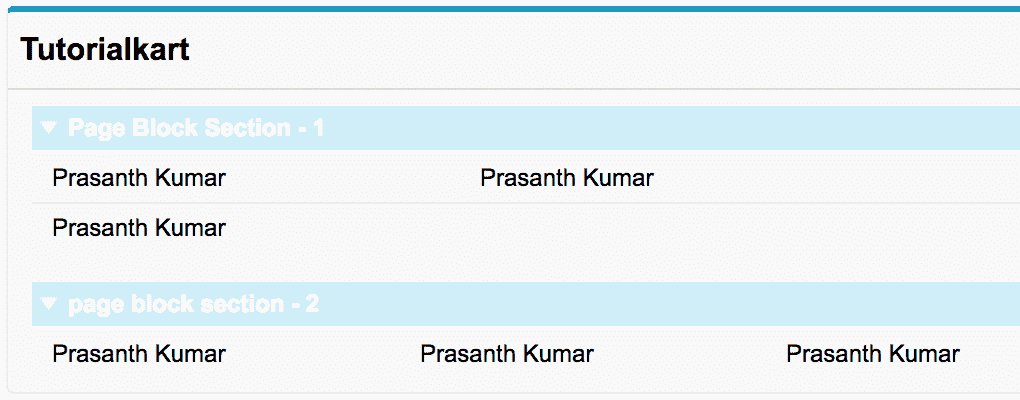 Tutorialkart
Page Block Section - 1
Prasanth Kumar Prasanth Kumar
Prasanth Kumar
page block section - 2
Prasanth Kumar Prasanth Kumar Prasanth Kumar